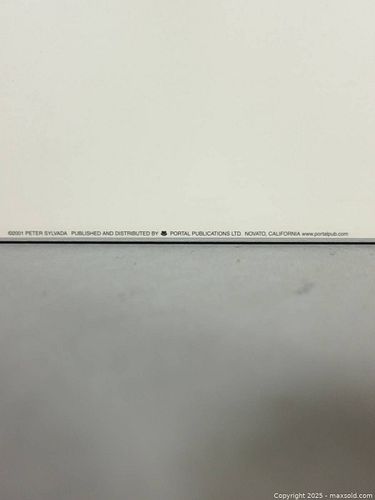 ©2001 PETER SYLVADA PUBLISHED AND DISTRIBUTED BY PORTAL PUBLICATIONS LTD. NOVATO, CALIFORNIA www.portalpub.com
Copyright 2025 - maxsold.com